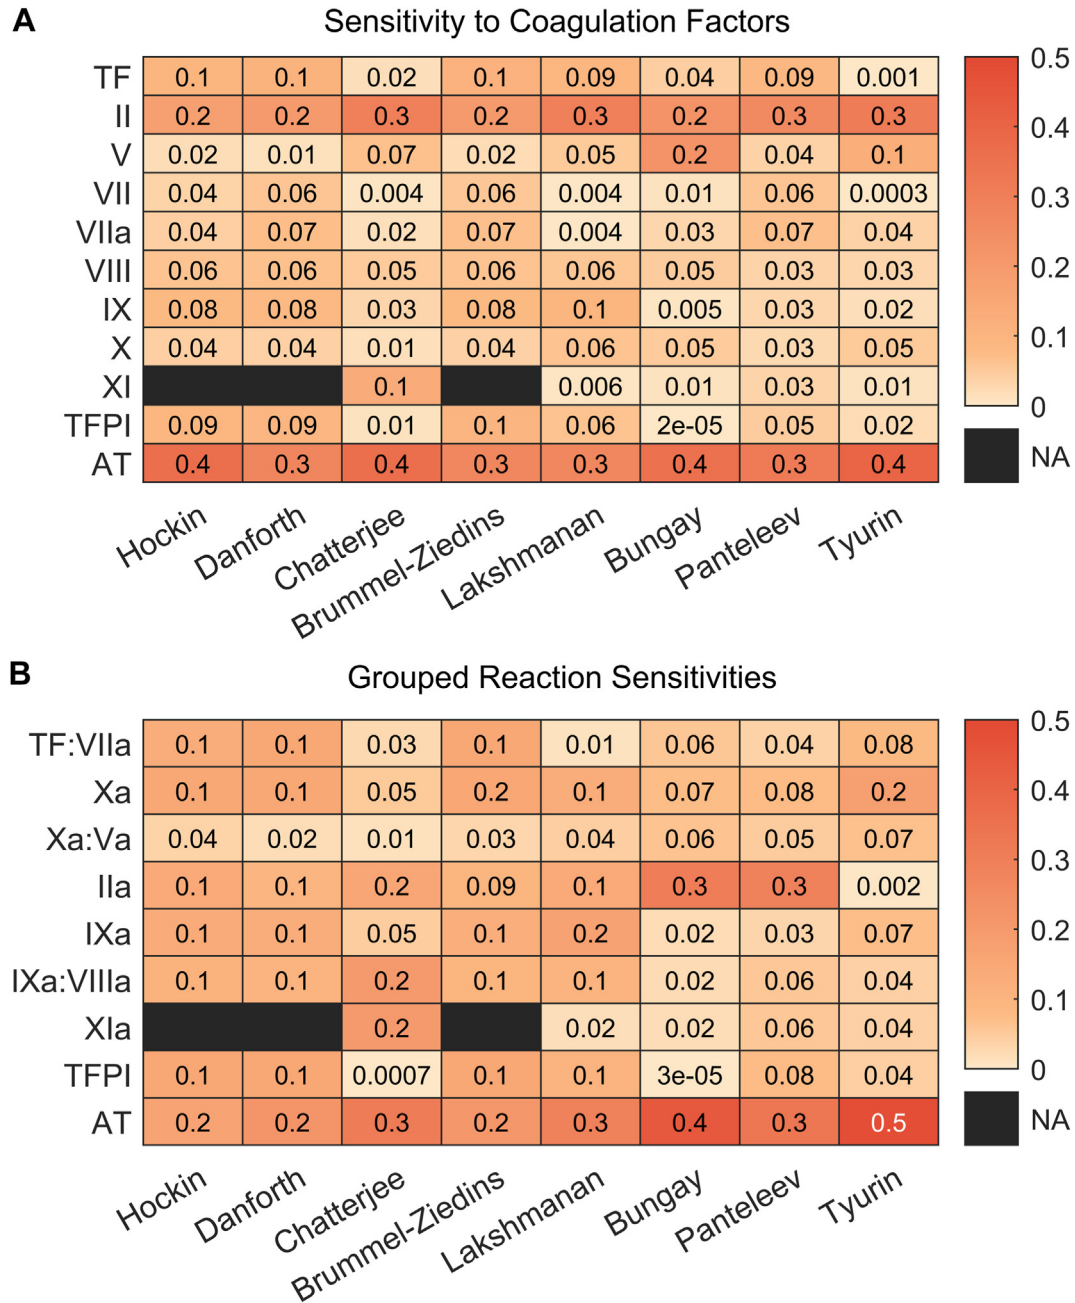 A
Sensitivity to Coagulation Factors
TF 0.1 0.1 0.02 0.1 0.09 0.04 0.09 0.001
II 0.2 0.2 0.3 0.2 0.3 0.2 0.3 0.3
V 0.02 0.01 0.07 0.02 0.05 0.2 0.04 0.1
VII 0.04 0.06 0.004 0.06 0.004 0.01 0.06 0.0003
VIIa 0.04 0.07 0.02 0.07 0.004 0.03 0.07 0.04
VIII 0.06 0.06 0.05 0.06 0.06 0.05 0.03 0.03
IX 0.08 0.08 0.03 0.08 0.1 0.005 0.03 0.02
X 0.04 0.04 0.01 0.04 0.06 0.05 0.03 0.05
XI 0.1 0.006 0.01 0.03 0.01
TFPI 0.09 0.09 0.01 0.1 0.06 2e-05 0.05 0.02
AT 0.4 0.3 0.4 0.3 0.3 0.4 0.3 0.4
Hockin Danforth Chatterjee Brummel-Ziedins Lakshmanan Bungay Panteleev Tyurin
0.5
0.4
0.3
0.2
0.1
0
NA
B
Grouped Reaction Sensitivities
TF:VIIa 0.1 0.1 0.03 0.1 0.01 0.06 0.04 0.08
Xa 0.1 0.1 0.05 0.2 0.1 0.07 0.08 0.2
Xa:Va 0.04 0.02 0.01 0.03 0.04 0.06 0.05 0.07
IIa 0.1 0.1 0.2 0.09 0.1 0.3 0.3 0.002
IXa 0.1 0.1 0.05 0.1 0.2 0.02 0.03 0.07
IXa:VIIIa 0.1 0.1 0.2 0.1 0.1 0.02 0.06 0.04
XIa 0.2 0.02 0.02 0.06 0.04
TFPI 0.1 0.1 0.0007 0.1 0.1 3e-05 0.08 0.04
AT 0.2 0.2 0.3 0.2 0.3 0.4 0.3 0.5
Hockin Danforth Chatterjee Brummel-Ziedins Lakshmanan Bungay Panteleev Tyurin
0.5
0.4
0.3
0.2
0.1
0
NA